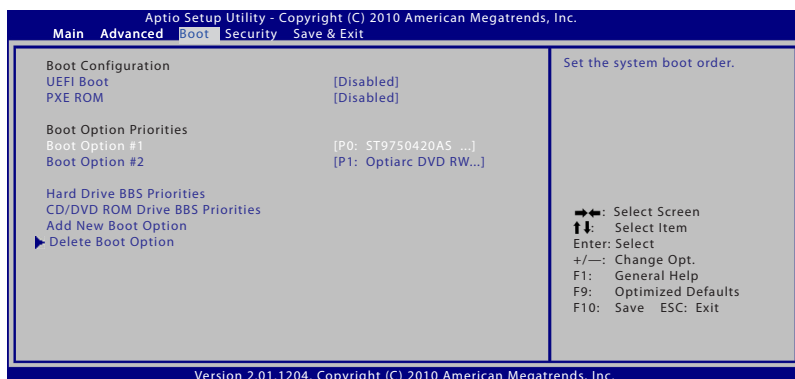 Aptio Setup Utility - Copyright (C) 2010 American Megatrends, Inc.
Main Advanced Boot Security Save & Exit
Boot Configuration
UEFI Boot [Disabled]
PXE ROM [Disabled]
Boot Option Priorities
Boot Option #1 [P0: ST9750420AS ...]
Boot Option #2 [P1: Optiarc DVD RW...]
Hard Drive BBS Priorities
CD/DVD ROM Drive BBS Priorities
Add New Boot Option
Delete Boot Option
Set the system boot order.
→←: Select Screen
↑↓: Select Item
Enter: Select
+/—: Change Opt.
F1: General Help
F9: Optimized Defaults
F10: Save ESC: Exit
Version 2.01.1204. Copyright (C) 2010 American Megatrends, Inc.